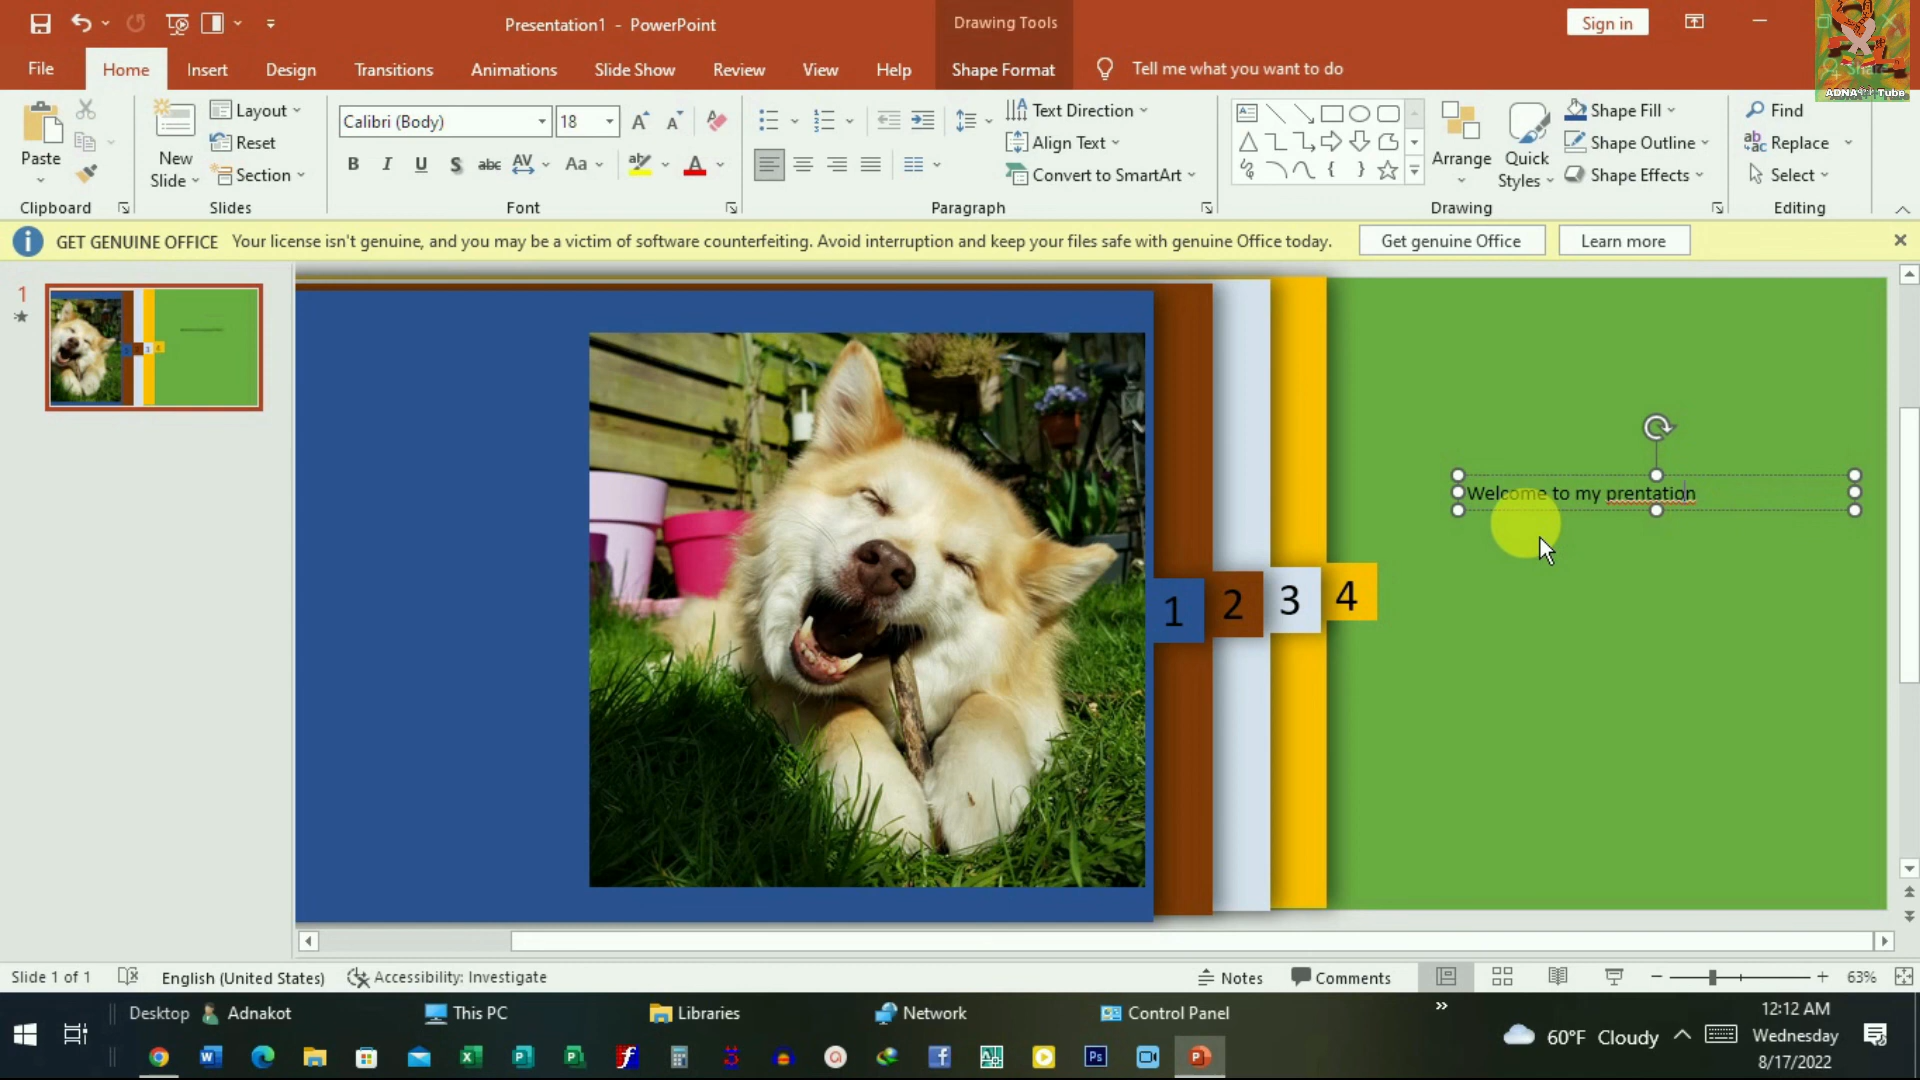 Presentation1 - PowerPoint
Drawing Tools
Sign in
File
Home
Insert
Design
Transitions
Animations
Slide Show
Review
View
Help
Shape Format
Tell me what you want to do
ADNAN Tube
Paste
Clipboard
New
Slide
Layout
Reset
Section
Slides
Calibri (Body)
18
B I U S abc AV Aa A
Font
Text Direction
Align Text
Convert to SmartArt
Paragraph
Arrange
Quick
Styles
Shape Fill
Shape Outline
Shape Effects
Drawing
Find
Replace
Select
Editing
GET GENUINE OFFICE Your license isn't genuine, and you may be a victim of software counterfeiting. Avoid interruption and keep your files safe with genuine Office today.
Get genuine Office
Learn more
1
Welcome to my prentation
1
2
3
4
Slide 1 of 1
English (United States)
Accessibility: Investigate
Notes
Comments
63%
Desktop
Adnakot
This PC
Libraries
Network
Control Panel
60°F Cloudy
12:12 AM
Wednesday
8/17/2022